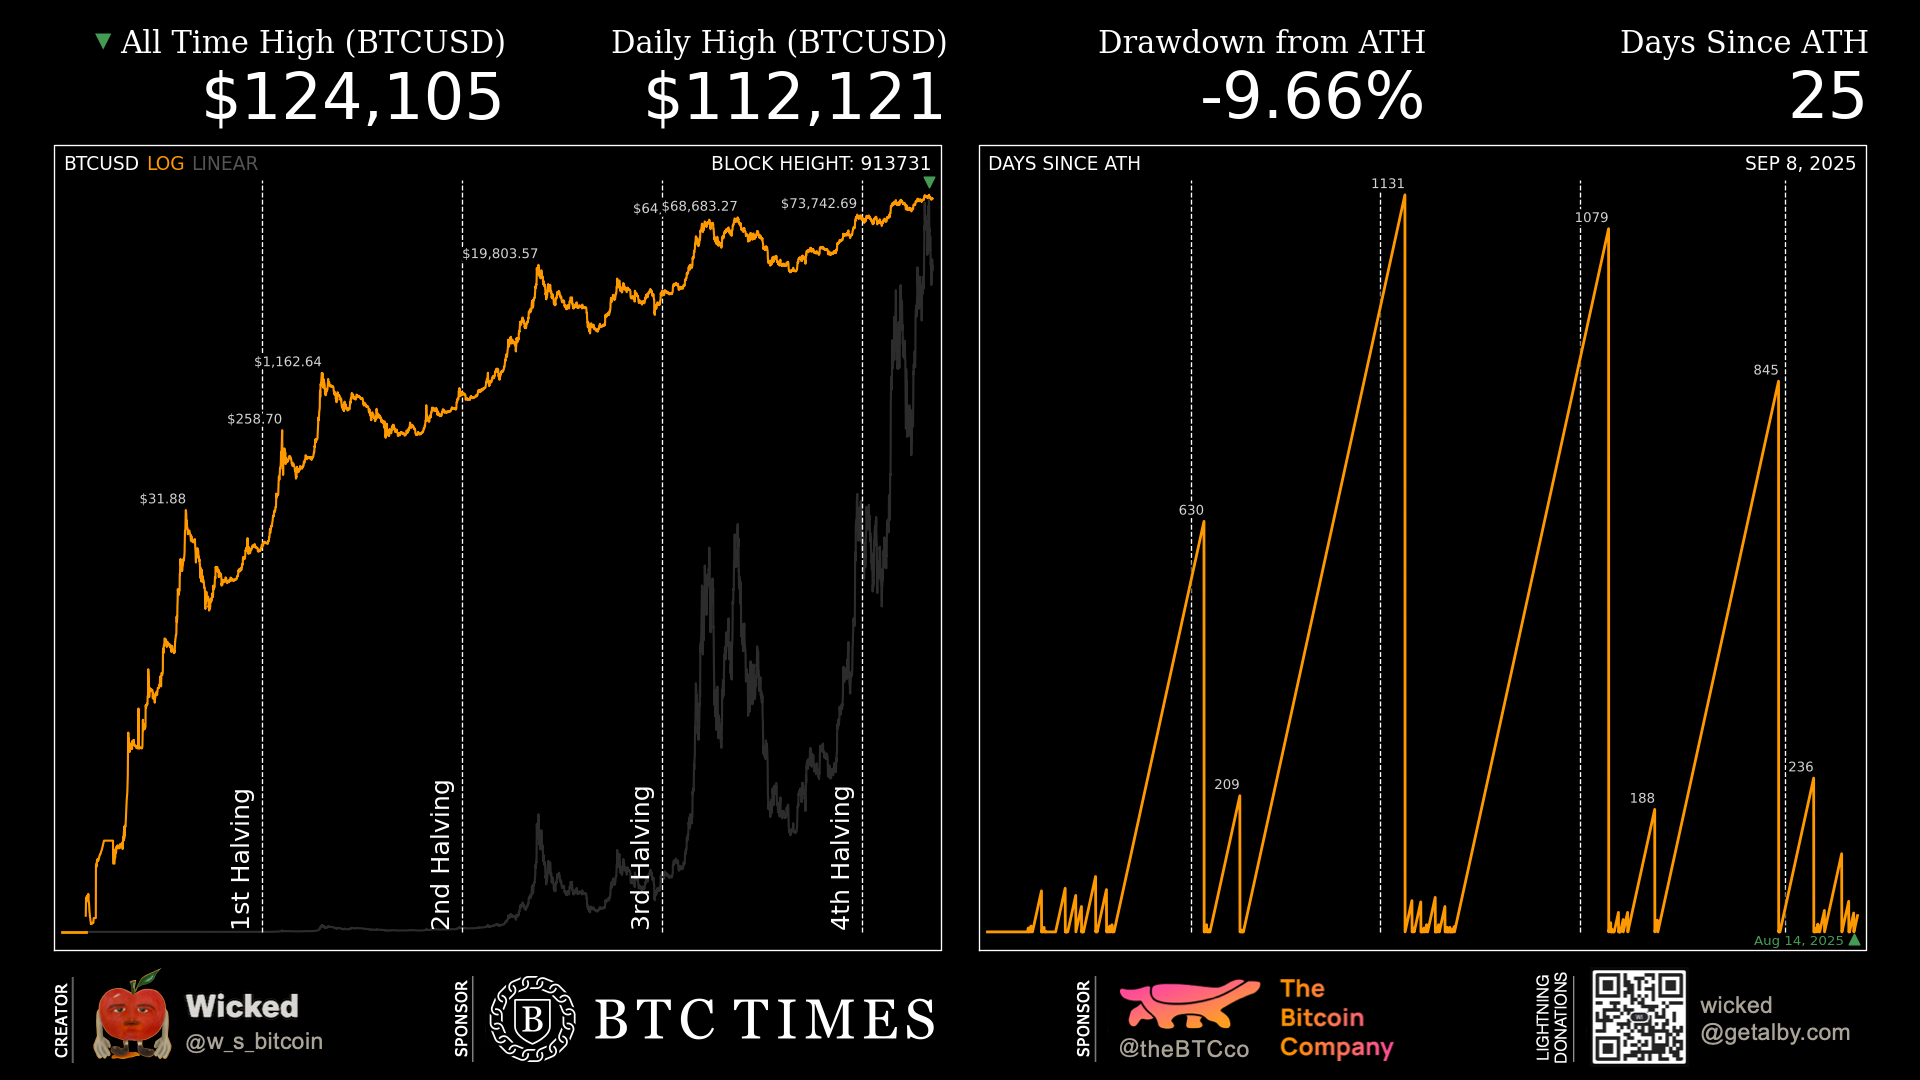 ▼ All Time High (BTCUSD)
$124,105
Daily High (BTCUSD)
$112,121
Drawdown from ATH
-9.66%
Days Since ATH
25
BTCUSD LOG LINEAR
BLOCK HEIGHT: 913731
$64,
$68,683.27
$73,742.69
$19,803.57
$1,162.64
$258.70
$31.88
1st Halving
2nd Halving
3rd Halving
4th Halving
DAYS SINCE ATH
SEP 8, 2025
1131
1079
845
630
209
188
236
Aug 14, 2025 ▲
CREATOR
Wicked
@w_s_bitcoin
SPONSOR
B
BTC TIMES
SPONSOR
@theBTCco
The
Bitcoin
Company
LIGHTNING
DONATIONS
wicked
@getalby.com